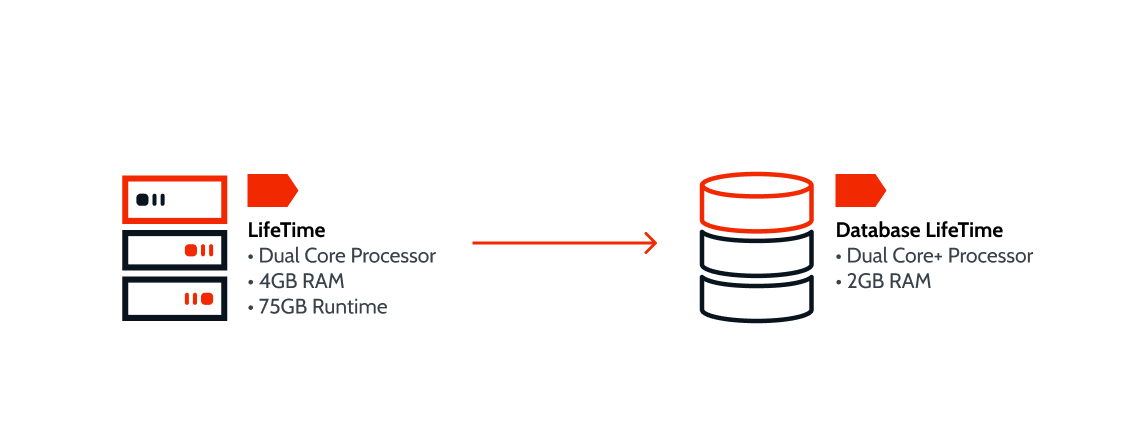 LifeTime
• Dual Core Processor
• 4GB RAM
• 75GB Runtime
Database LifeTime
• Dual Core+ Processor
• 2GB RAM